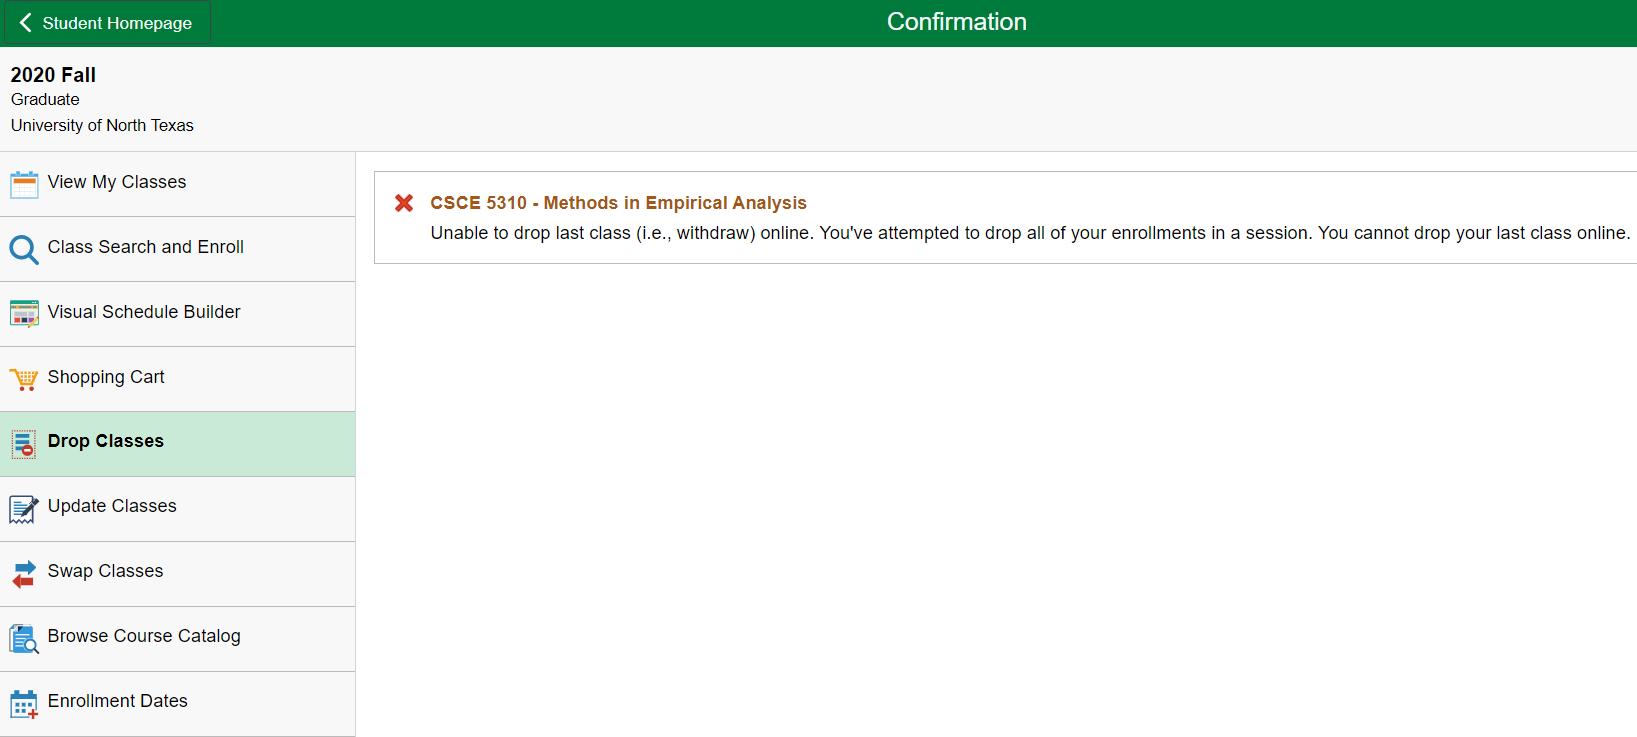 Student Homepage
Confirmation
2020 Fall
Graduate
University of North Texas
View My Classes
Class Search and Enroll
Visual Schedule Builder
Shopping Cart
Drop Classes
Update Classes
Swap Classes
Browse Course Catalog
Enrollment Dates
CSCE 5310 - Methods in Empirical Analysis
Unable to drop last class (i.e., withdraw) online. You've attempted to drop all of your enrollments in a session. You cannot drop your last class online.